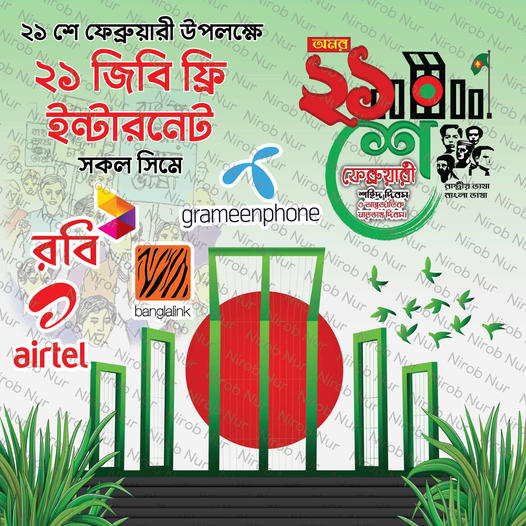 ২১ শে ফেব্রুয়ারী উপলক্ষে
২১ জিবি ফ্রি
ইন্টারনেট
সকল সিমে
অমর
২১
শে
ফেব্রুয়ারী
শহিদ দিবস
ও আন্তর্জাতিক
মাতৃভাষা দিবস।
রাষ্ট্রীয় ভাষা
বাংলা ভাষা
grameenphone
রবি
banglalink
airtel
Nirob Nur